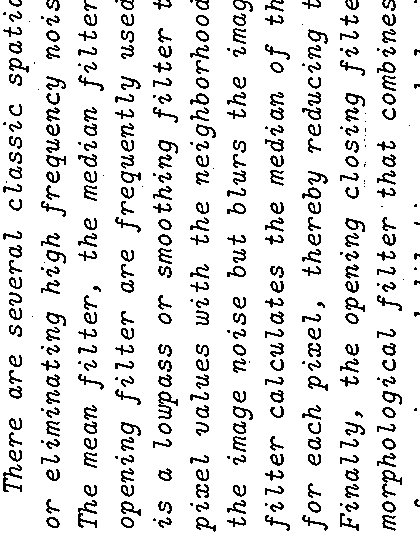 There are several classic spatic
or eliminating high frequency nois
The mean filter, the median filter
opening filter are frequently used
is a lowpass or smoothing filter t
pixel values with the neighborhood
the image noise but blurs the imag
filter calculates the median of th
for each pixel, thereby reducing t
Finally, the opening closing filte
morphological filter that combines